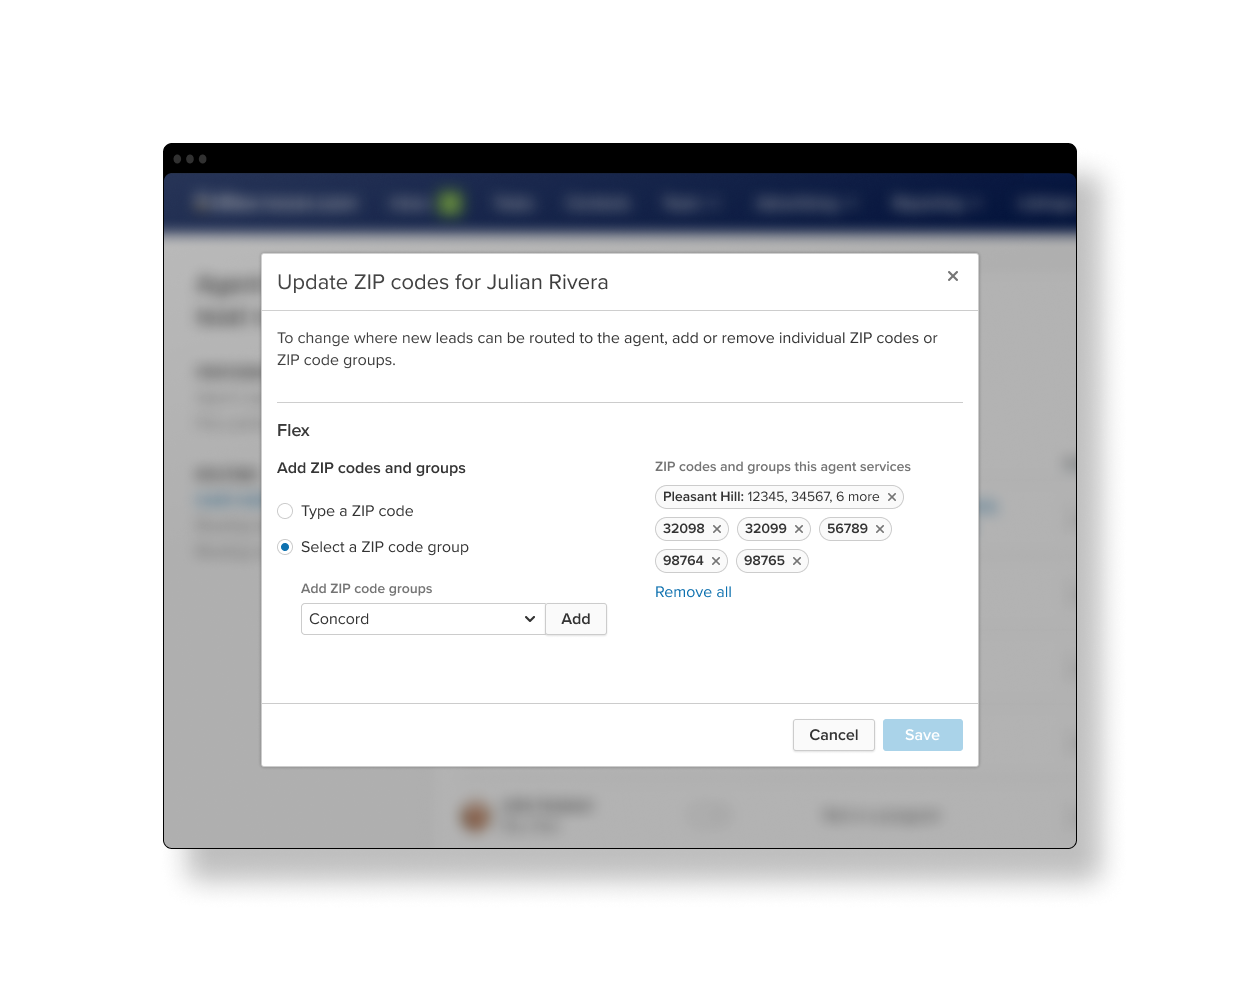 Update ZIP codes for Julian Rivera
To change where new leads can be routed to the agent, add or remove individual ZIP codes or
ZIP code groups.
Flex
Add ZIP codes and groups
Type a ZIP code
Select a ZIP code group
Add ZIP code groups
Concord
Add
ZIP codes and groups this agent services
Pleasant Hill: 12345, 34567, 6 more
32098 32099 56789
98764 98765
Remove all
Cancel Save